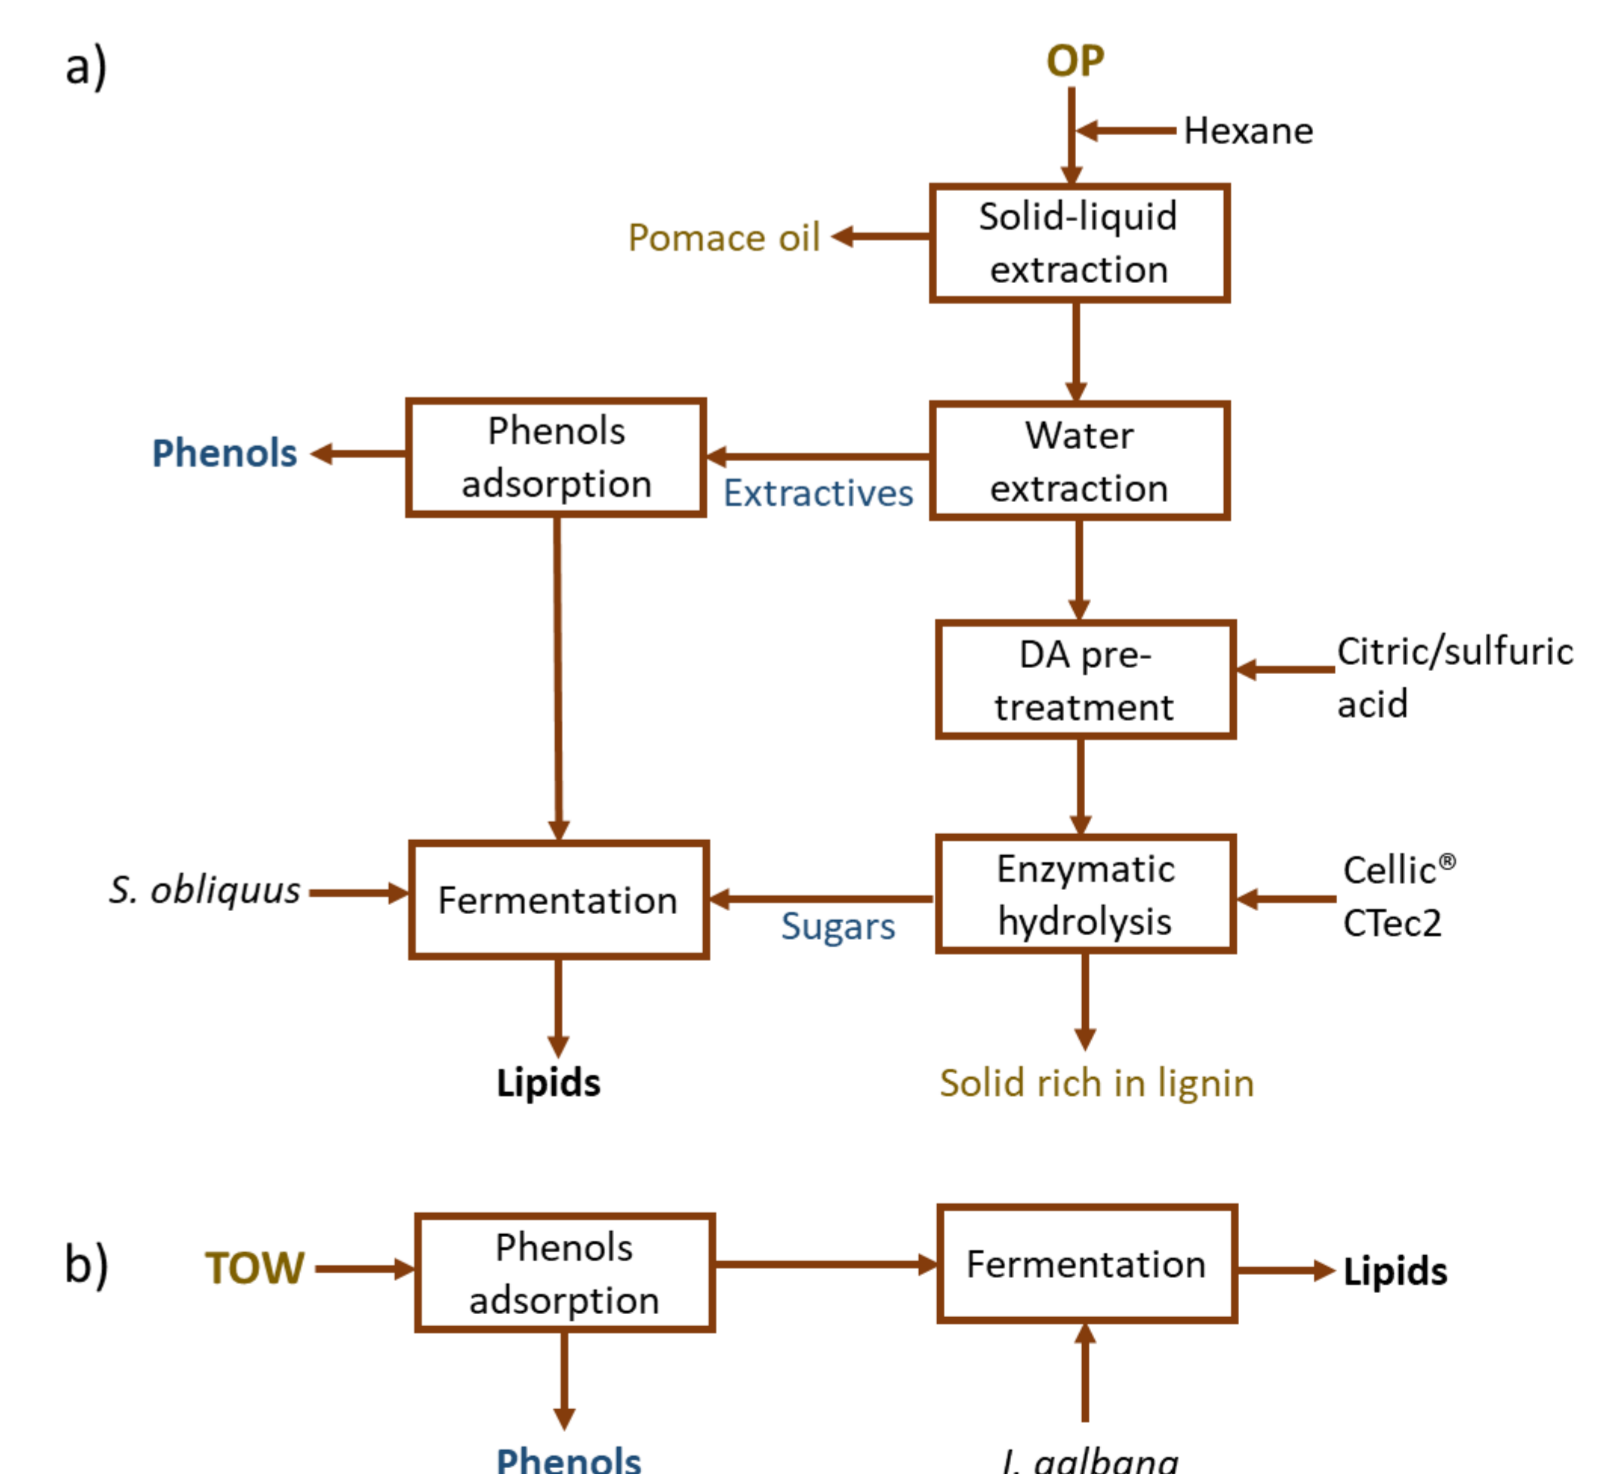 a)
OP
Hexane
Solid-liquid
extraction
Pomace oil
Phenols
adsorption
Water
extraction
Phenols
Extractives
DA pre-
treatment
Citric/sulfuric
acid
Enzymatic
hydrolysis
Cellic®
CTec2
S. obliquus
Fermentation
Sugars
Lipids
Solid rich in lignin
b)
TOW
Phenols
adsorption
Fermentation
Lipids
Phenols
I. galbana